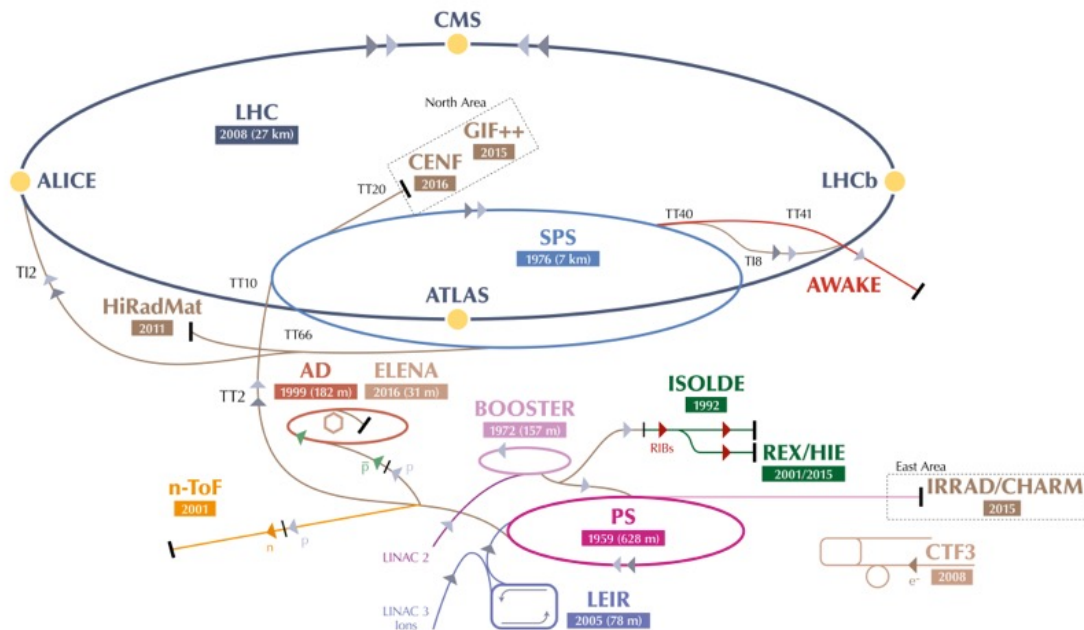 CMS
North Area
LHC
2008 (27 km)
GIF++
2015
CENF
2016
ALICE
TT20
LHCb
TT40
TT41
SPS
1976 (7 km)
TI2
TT10
TI8
AWAKE
HiRadMat
2011
ATLAS
TT66
AD
1999 (182 m)
ELENA
2016 (31 m)
TT2
BOOSTER
1972 (157 m)
ISOLDE
1992
RIBs
REX/HIE
2001/2015
p̅
p
East Area
n-ToF
2001
IRRAD/CHARM
2015
PS
1959 (628 m)
n
p
LINAC 2
CTF3
2008
e⁻
LEIR
2005 (78 m)
LINAC 3
Ions